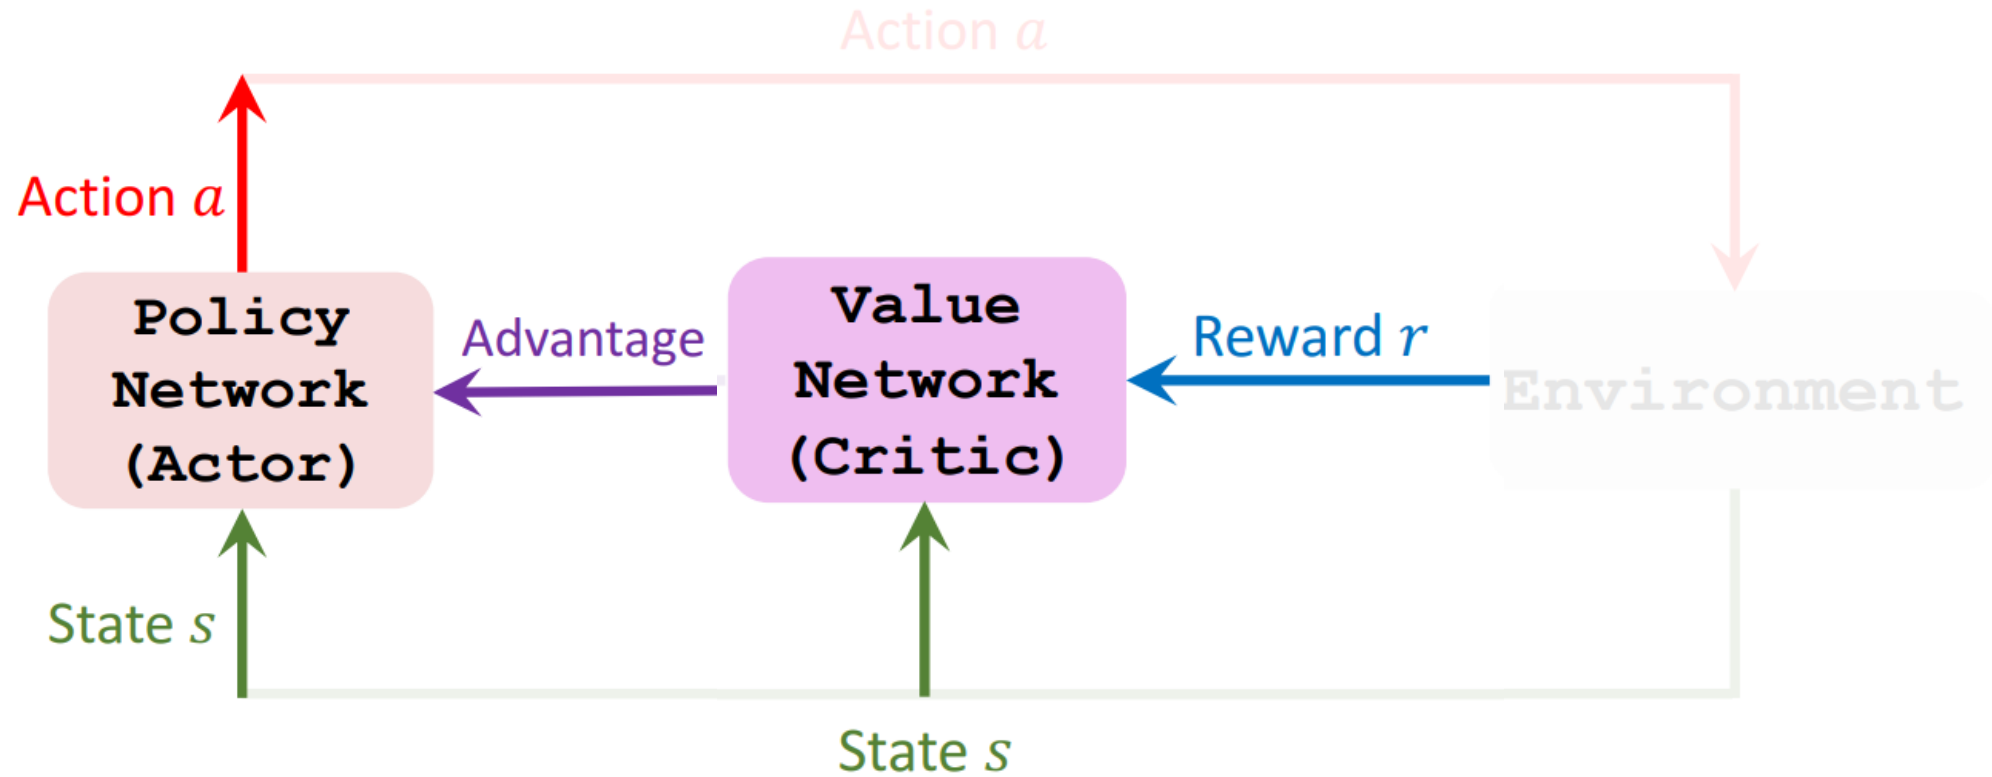 Action a
Action a
Policy
Network
(Actor)
Advantage
Value
Network
(Critic)
Reward r
Environment
State s
State s